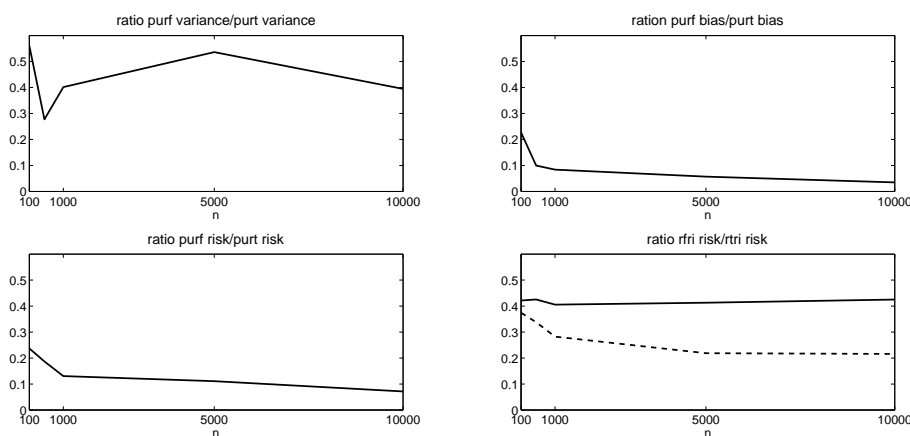 ratio purf variance/purt variance
0.5
0.4
0.3
0.2
0.1
0
100 1000 5000 10000
n
ration purf bias/purt bias
0.5
0.4
0.3
0.2
0.1
0
100 1000 5000 10000
n
ratio purf risk/purt risk
0.5
0.4
0.3
0.2
0.1
0
100 1000 5000 10000
n
ratio rfri risk/rtri risk
0.5
0.4
0.3
0.2
0.1
0
100 1000 5000 10000
n